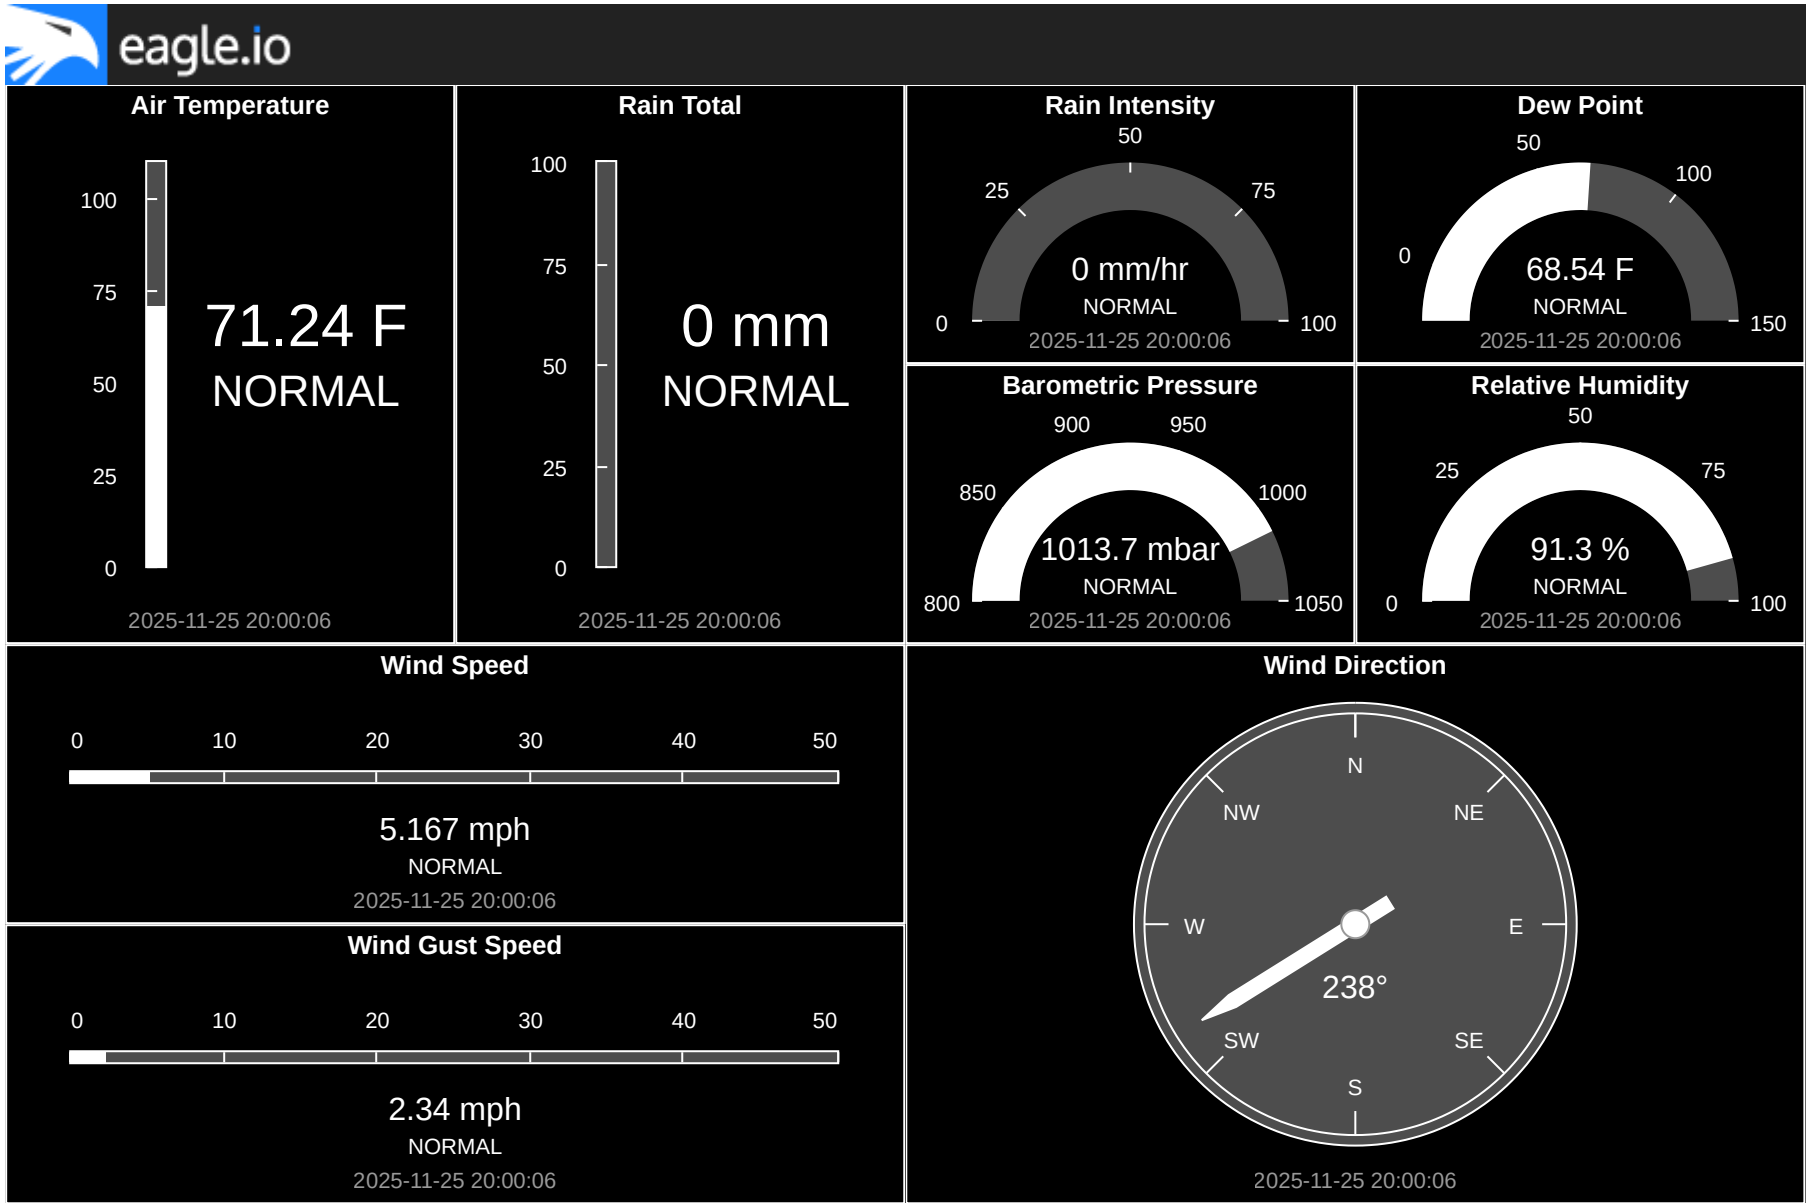 eagle.io
Air Temperature
100
75
50
25
0
71.24 F
NORMAL
2025-11-25 20:00:06
Rain Total
100
75
50
25
0
0 mm
NORMAL
2025-11-25 20:00:06
Rain Intensity
50
25
75
0
100
0 mm/hr
NORMAL
2025-11-25 20:00:06
Dew Point
50
100
0
150
68.54 F
NORMAL
2025-11-25 20:00:06
Barometric Pressure
900
950
850
1000
800
1050
1013.7 mbar
NORMAL
2025-11-25 20:00:06
Relative Humidity
50
25
75
0
100
91.3 %
NORMAL
2025-11-25 20:00:06
Wind Speed
0 10 20 30 40 50
5.167 mph
NORMAL
2025-11-25 20:00:06
Wind Gust Speed
0 10 20 30 40 50
2.34 mph
NORMAL
2025-11-25 20:00:06
Wind Direction
N
NW
NE
W
E
238°
SW
SE
S
2025-11-25 20:00:06